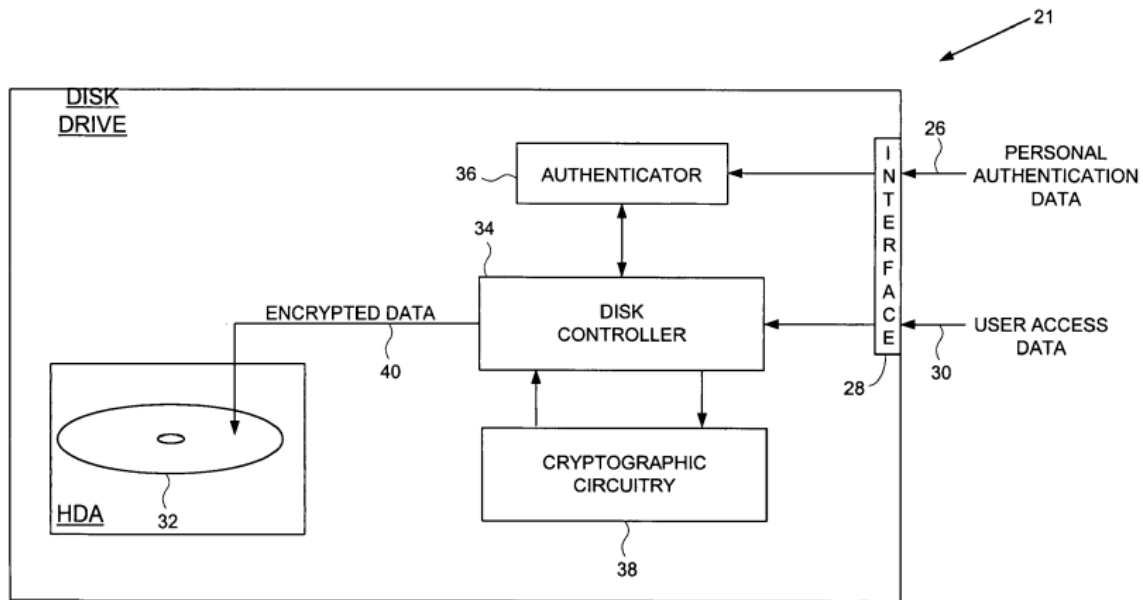 21
DISK
DRIVE
26
PERSONAL
AUTHENTICATION
DATA
36
AUTHENTICATOR
INTERFACE
34
DISK
CONTROLLER
ENCRYPTED DATA
40
USER ACCESS
DATA
30
28
CRYPTOGRAPHIC
CIRCUITRY
38
HDA
32